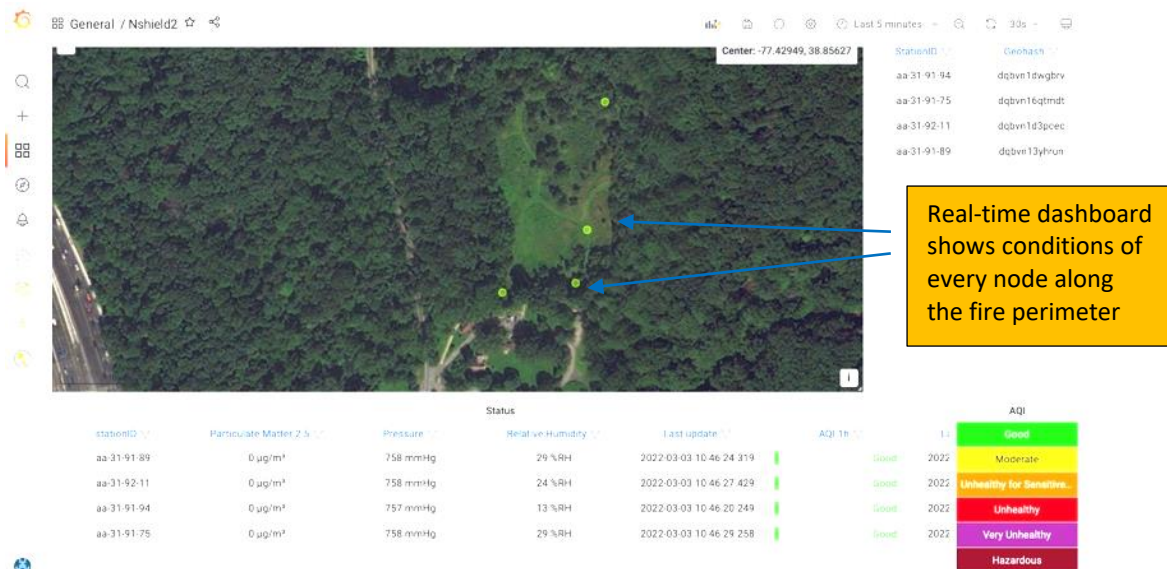 General / Nshield2
Last 5 minutes
30s
Center: -77.42949, 38.85627
StationID Geohash
aa-31-91-94 dqbvn1dwgbrv
aa-31-91-75 dqbvn16qtmdt
aa-31-92-11 dqbvn1d3pcec
aa-31-91-89 dqbvn13yhrun
Real-time dashboard
shows conditions of
every node along
the fire perimeter
i
Status
stationID Particulate Matter 2.5 Pressure Relative Humidity Last update AQI 1h
aa-31-91-89 0 µg/m³ 758 mmHg 29 %RH 2022-03-03 10:46:24.319 Good 2022
aa-31-92-11 0 µg/m³ 758 mmHg 24 %RH 2022-03-03 10:46:27.429 Good 2022
aa-31-91-94 0 µg/m³ 757 mmHg 13 %RH 2022-03-03 10:46:20.249 Good 2022
aa-31-91-75 0 µg/m³ 758 mmHg 29 %RH 2022-03-03 10:46:29.258 Good 2022
AQI
Good
Moderate
Unhealthy for Sensitive...
Unhealthy
Very Unhealthy
Hazardous